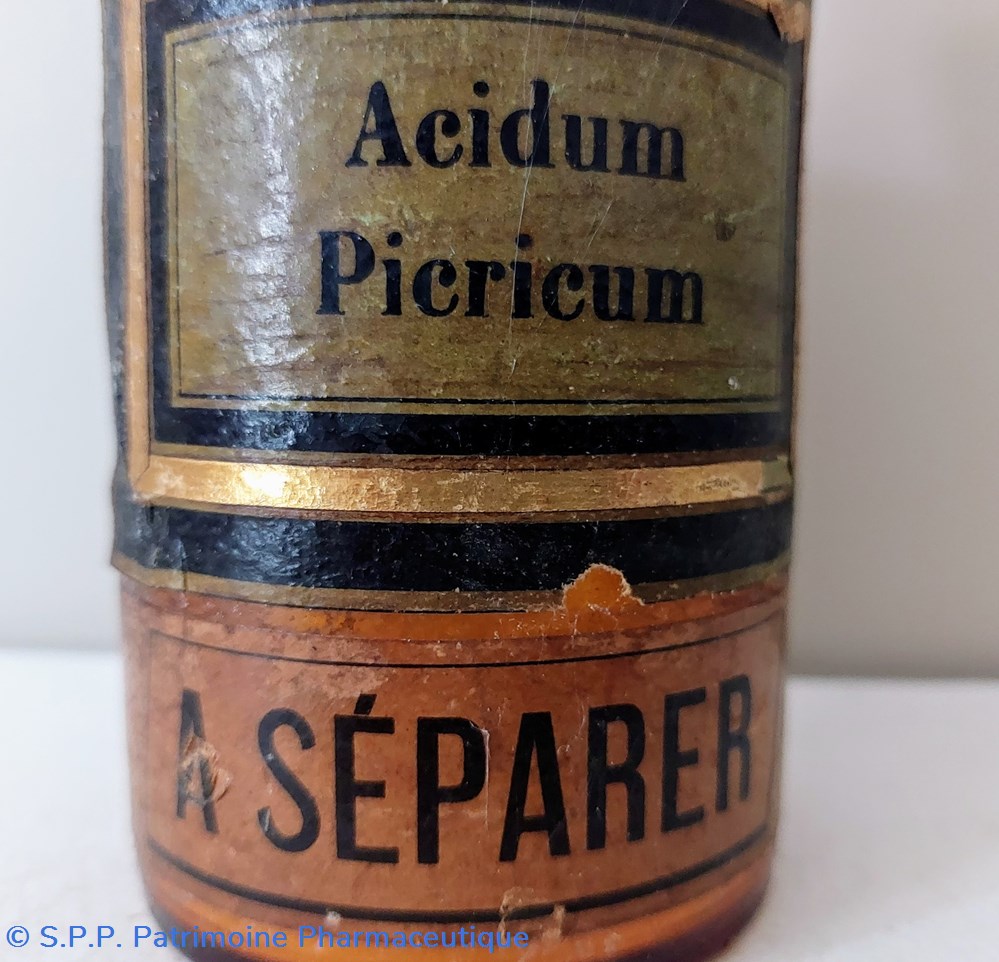 Acidum
Picricum
A SÉPARER
© S.P.P. Patrimoine Pharmaceutique